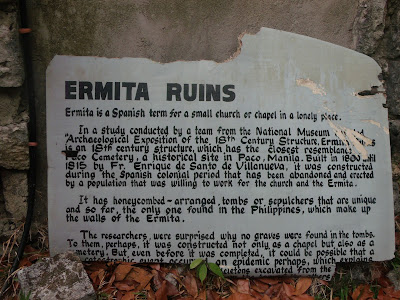 ERMITA RUINS
Ermita is a Spanish term for a small church or chapel in a lonely place.
In a study conducted by a team from the National Museum
"Archaeological Exposition of the 18th Century Structure, Ermita
is an 18th century structure, which has the closest resemblance
Paco Cemetery, a historical site in Paco, Manila. Built in 1800 till
1815 by Fr. Enrique de Santo de Villanueva, it was constructed
during the Spanish colonial period that has been abandoned and erected
by a population that was willing to work for the church and the Ermita.
It has honeycombed - arranged, tombs or sepulchers that are unique
and so far, the only one found in the Philippines, which make up
the walls of the Ermita.
The researchers, were surprised why no graves were found in the tombs.
To them, perhaps, it was constructed not only as a chapel but also as a
cemetery. But, even before it was completed, it could be possible that a
catastrophic event occurred, an epidemic perhaps, which explains
skeletons excavated from the